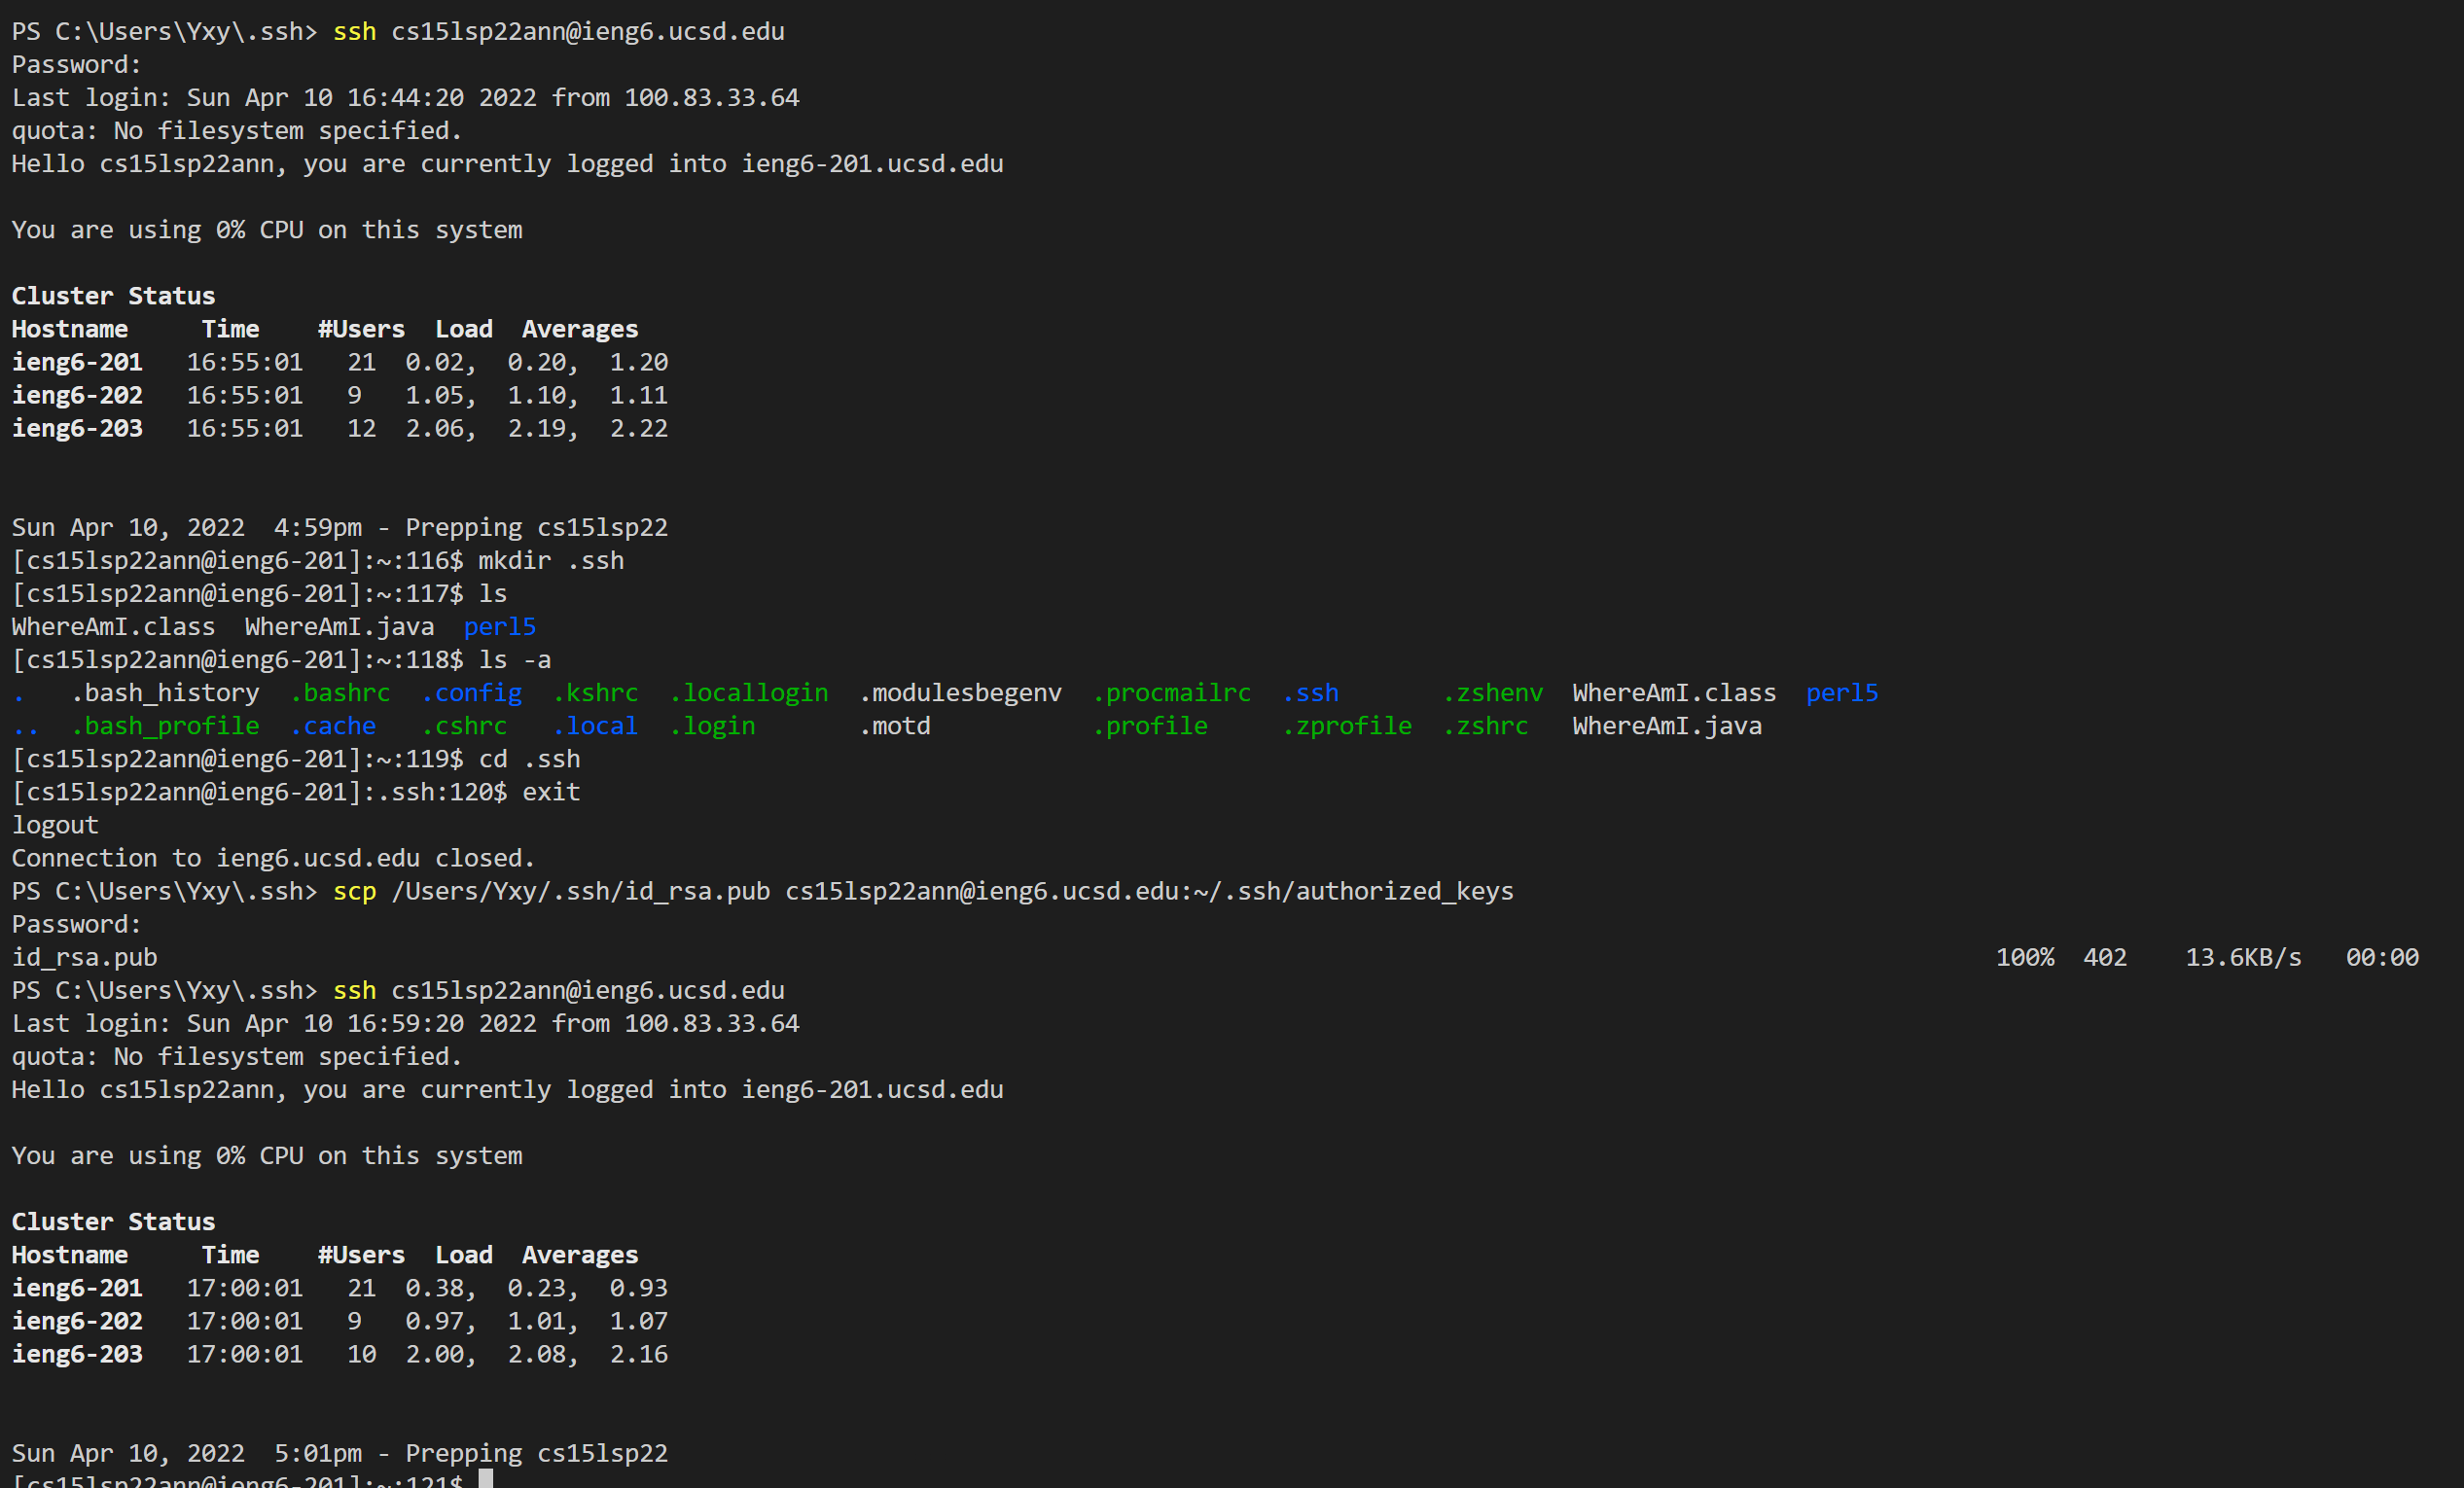 PS C:\Users\Yxy\.ssh> ssh cs15lsp22ann@ieng6.ucsd.edu
Password:
Last login: Sun Apr 10 16:44:20 2022 from 100.83.33.64
quota: No filesystem specified.
Hello cs15lsp22ann, you are currently logged into ieng6-201.ucsd.edu
You are using 0% CPU on this system
Cluster Status
Hostname     Time    #Users  Load  Averages
ieng6-201   16:55:01   21  0.02,  0.20,  1.20
ieng6-202   16:55:01   9   1.05,  1.10,  1.11
ieng6-203   16:55:01   12  2.06,  2.19,  2.22
Sun Apr 10, 2022  4:59pm - Prepping cs15lsp22
[cs15lsp22ann@ieng6-201]:~:116$ mkdir .ssh
[cs15lsp22ann@ieng6-201]:~:117$ ls
WhereAmI.class  WhereAmI.java  perl5
[cs15lsp22ann@ieng6-201]:~:118$ ls -a
.   .bash_history  .bashrc  .config  .kshrc  .locallogin  .modulesbegenv  .procmailrc  .ssh       .zshenv  WhereAmI.class  perl5
..  .bash_profile  .cache   .cshrc   .local  .login       .motd           .profile     .zprofile  .zshrc   WhereAmI.java
[cs15lsp22ann@ieng6-201]:~:119$ cd .ssh
[cs15lsp22ann@ieng6-201]:.ssh:120$ exit
logout
Connection to ieng6.ucsd.edu closed.
PS C:\Users\Yxy\.ssh> scp /Users/Yxy/.ssh/id_rsa.pub cs15lsp22ann@ieng6.ucsd.edu:~/.ssh/authorized_keys
Password:
id_rsa.pub                                                                 100%  402    13.6KB/s   00:00
PS C:\Users\Yxy\.ssh> ssh cs15lsp22ann@ieng6.ucsd.edu
Last login: Sun Apr 10 16:59:20 2022 from 100.83.33.64
quota: No filesystem specified.
Hello cs15lsp22ann, you are currently logged into ieng6-201.ucsd.edu
You are using 0% CPU on this system
Cluster Status
Hostname     Time    #Users  Load  Averages
ieng6-201   17:00:01   21  0.38,  0.23,  0.93
ieng6-202   17:00:01   9   0.97,  1.01,  1.07
ieng6-203   17:00:01   10  2.00,  2.08,  2.16
Sun Apr 10, 2022  5:01pm - Prepping cs15lsp22
[cs15lsp22ann@ieng6-201]:~:121$